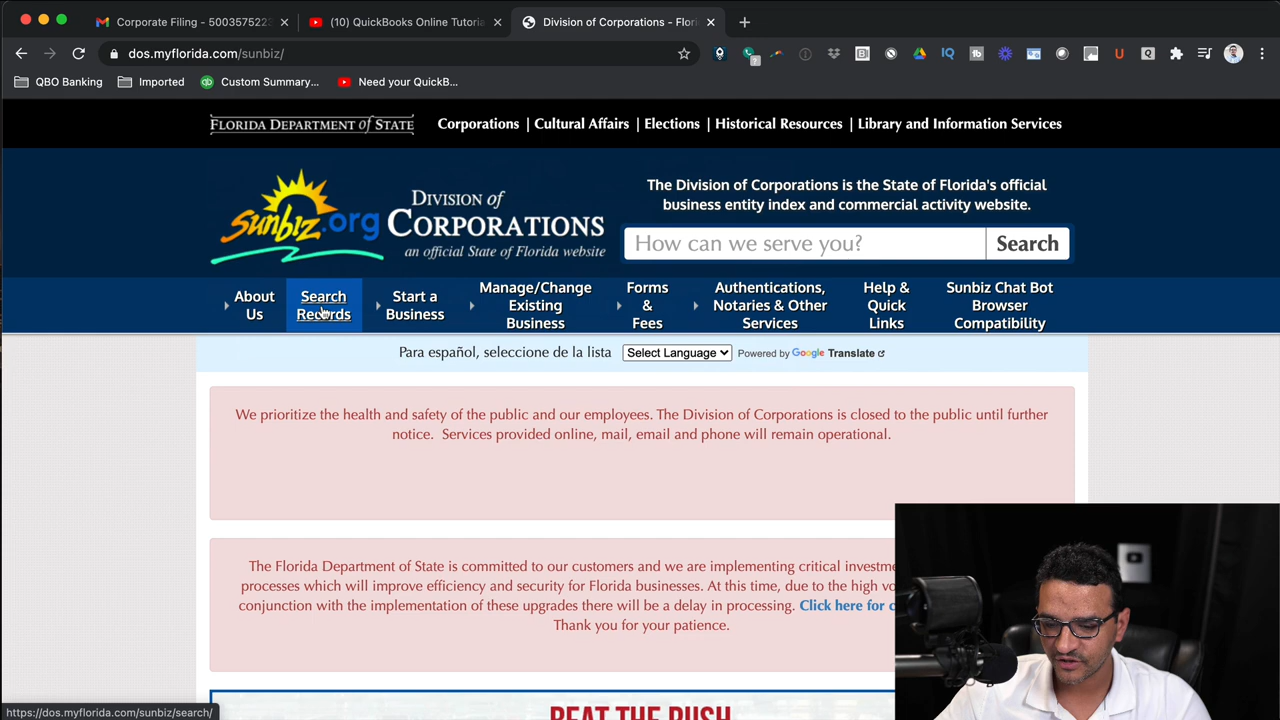 Corporate Filing - 5003575223
(10) QuickBooks Online Tutoria
Division of Corporations - Flori
dos.myflorida.com/sunbiz/
QBO Banking
Imported
Custom Summary...
Need your QuickB...
FLORIDA DEPARTMENT of STATE
Corporations | Cultural Affairs | Elections | Historical Resources | Library and Information Services
sunbiz.org
DIVISION of
CORPORATIONS
an official State of Florida website
The Division of Corporations is the State of Florida's official
business entity index and commercial activity website.
How can we serve you?
Search
About
Us
Search
Records
Start a
Business
Manage/Change
Existing
Business
Forms
&
Fees
Authentications,
Notaries & Other
Services
Help &
Quick
Links
Sunbiz Chat Bot
Browser
Compatibility
Para español, seleccione de la lista
Select Language
Powered by Google Translate
We prioritize the health and safety of the public and our employees. The Division of Corporations is closed to the public until further
notice. Services provided online, mail, email and phone will remain operational.
The Florida Department of State is committed to our customers and we are implementing critical investme
processes which will improve efficiency and security for Florida businesses. At this time, due to the high vo
conjunction with the implementation of these upgrades there will be a delay in processing. Click here for c
Thank you for your patience.
BEAT THE RUSH
https://dos.myflorida.com/sunbiz/search/